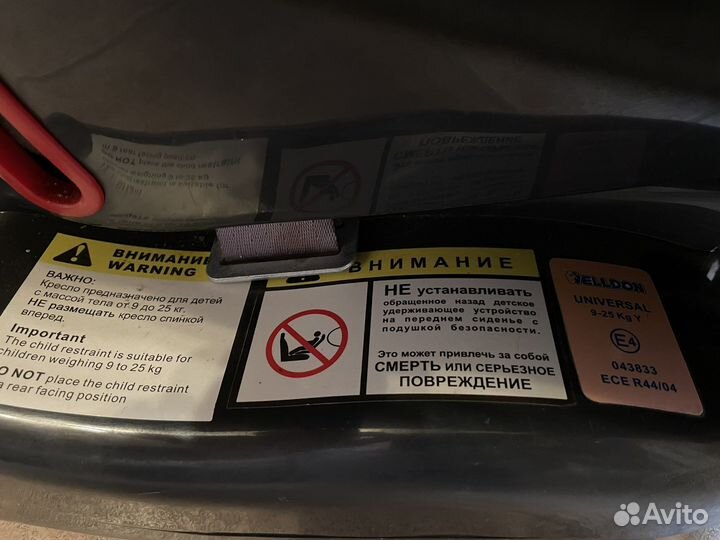 ВНИМАНИЕ
WARNING
ВАЖНО:
Кресло предназначено для детей
с массой тела от 9 до 25 кг.
НЕ размещать кресло спинкой
вперед.
Important
The child restraint is suitable for
children weighing 9 to 25 kg
DO NOT place the child restraint
a rear facing position
ВНИМАНИЕ
НЕ устанавливать
обращенное назад детское
удерживающее устройство
на переднем сиденье с
подушкой безопасности.
Это может привлечь за собой
СМЕРТЬ ИЛИ СЕРЬЕЗНОЕ
ПОВРЕЖДЕНИЕ
WELLDON
UNIVERSAL
9-25 Kg Y
E4
043833
ECE R44/04
Avito